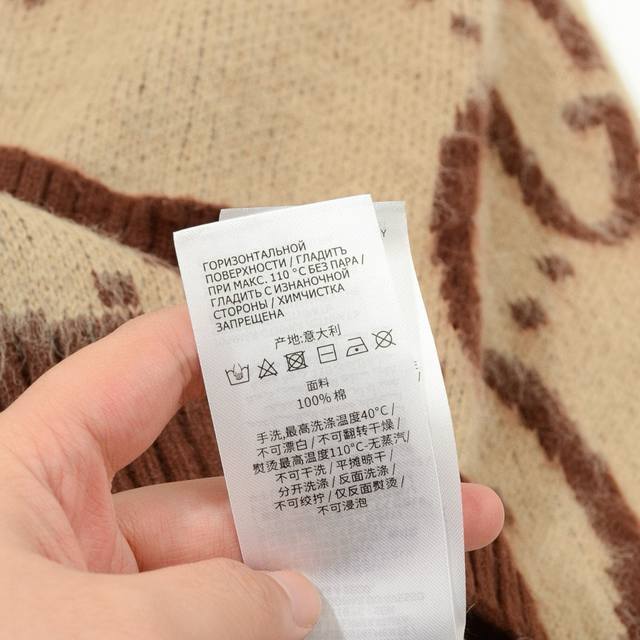 ГОРИЗОНТАЛЬНОЙ
ПОВЕРХНОСТИ / ГЛАДИТЬ
ПРИ МАКС. 110 °C БЕЗ ПАРА /
ГЛАДИТЬ С ИЗНАНОЧНОЙ
СТОРОНЫ / ХИМЧИСТКА
ЗАПРЕЩЕНА
产地:意大利
面料
100% 棉
手洗,最高洗涤温度40°C /
不可漂白 / 不可翻转干燥 /
熨烫最高温度110°C-无蒸汽 /
不可干洗 / 平摊晾干 /
分开洗涤 / 反面洗涤 /
不可绞拧 / 仅反面熨烫 /
不可浸泡